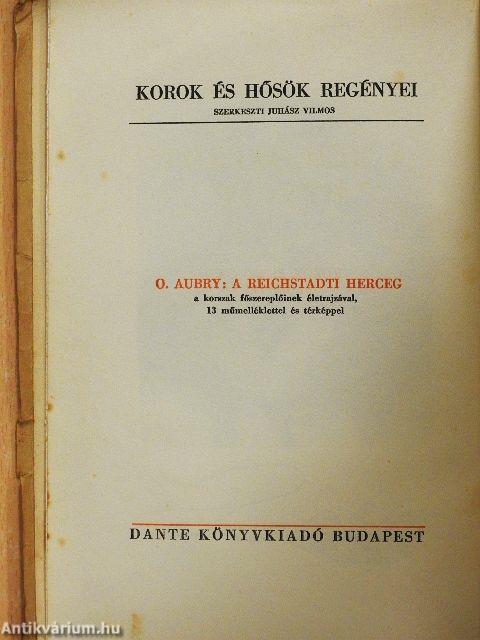 KOROK ÉS HŐSÖK REGÉNYEI
SZERKESZTI JUHÁSZ VILMOS
O. AUBRY: A REICHSTADTI HERCEG
a korszak főszereplőinek életrajzával,
13 műmelléklettel és térképpel
DANTE KÖNYVKIADÓ BUDAPEST
Antikvárium.hu